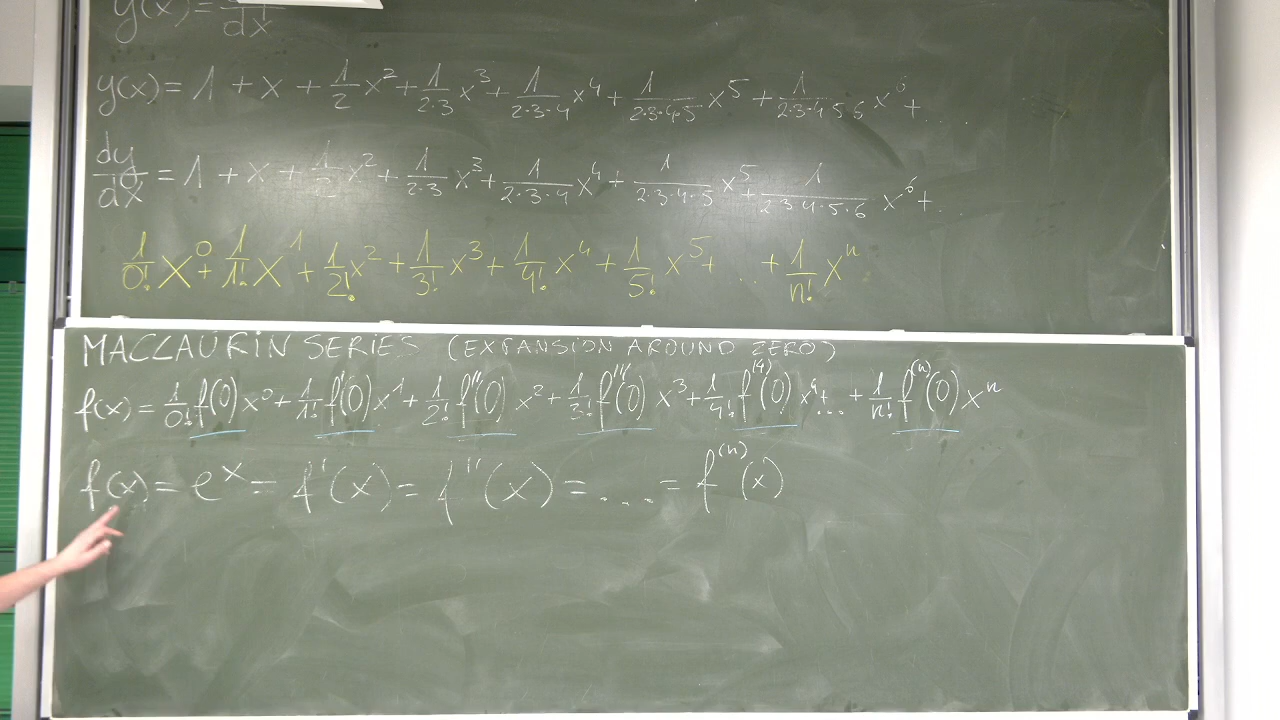 y(x) = dy/dx
y(x) = 1 + x + 1/2 x² + 1/(2·3) x³ + 1/(2·3·4) x⁴ + 1/(2·3·4·5) x⁵ + 1/(2·3·4·5·6) x⁶ + ...
dy/dx = 1 + x + 1/2 x² + 1/(2·3) x³ + 1/(2·3·4) x⁴ + 1/(2·3·4·5) x⁵ + 1/(2·3·4·5·6) x⁶ + ...
1/0! x⁰ + 1/1! x¹ + 1/2! x² + 1/3! x³ + 1/4! x⁴ + 1/5! x⁵ + ... + 1/n! xⁿ
MACCAURIN SERIES (EXPANSION AROUND ZERO)
f(x) = 1/0! f(0) x⁰ + 1/1! f'(0) x¹ + 1/2! f''(0) x² + 1/3! f'''(0) x³ + 1/4! f⁽⁴⁾(0) x⁴ + ... + 1/n! f⁽ⁿ⁾(0) xⁿ
f(x) = eˣ = f'(x) = f''(x) = ... = f⁽ⁿ⁾(x)